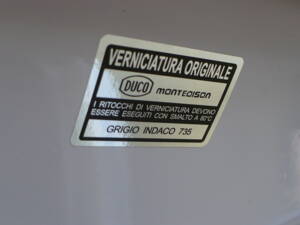 VERNICIATURA ORIGINALE
DUCO MONTEDISON
I RITOCCHI DI VERNICIATURA DEVONO
ESSERE ESEGUITI CON SMALTO A 80°C
GRIGIO INDACO 735